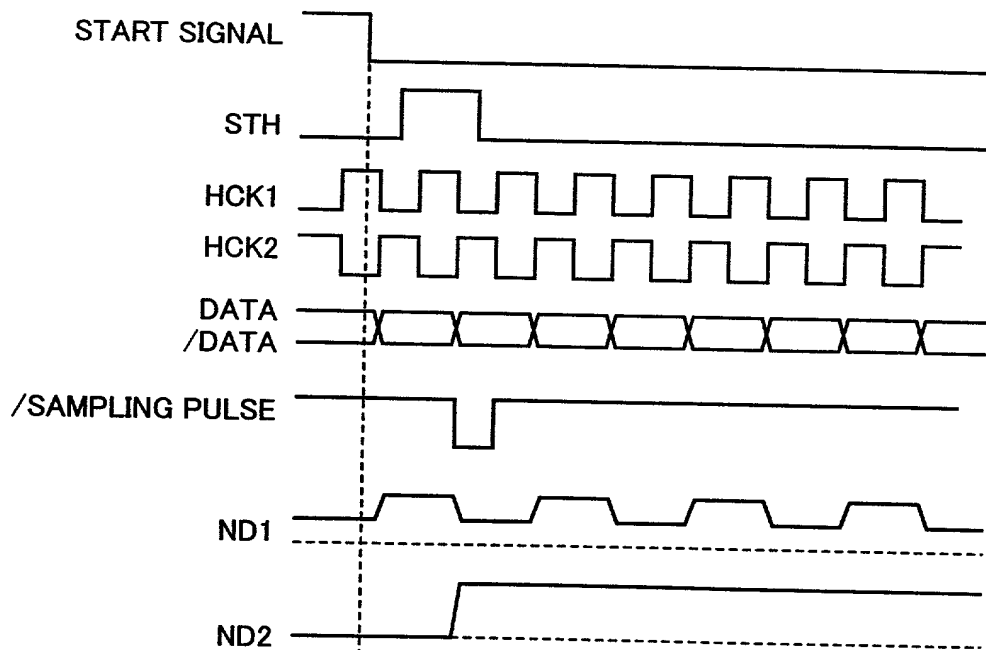 START SIGNAL
STH
HCK1
HCK2
DATA
/DATA
/SAMPLING PULSE
ND1
ND2